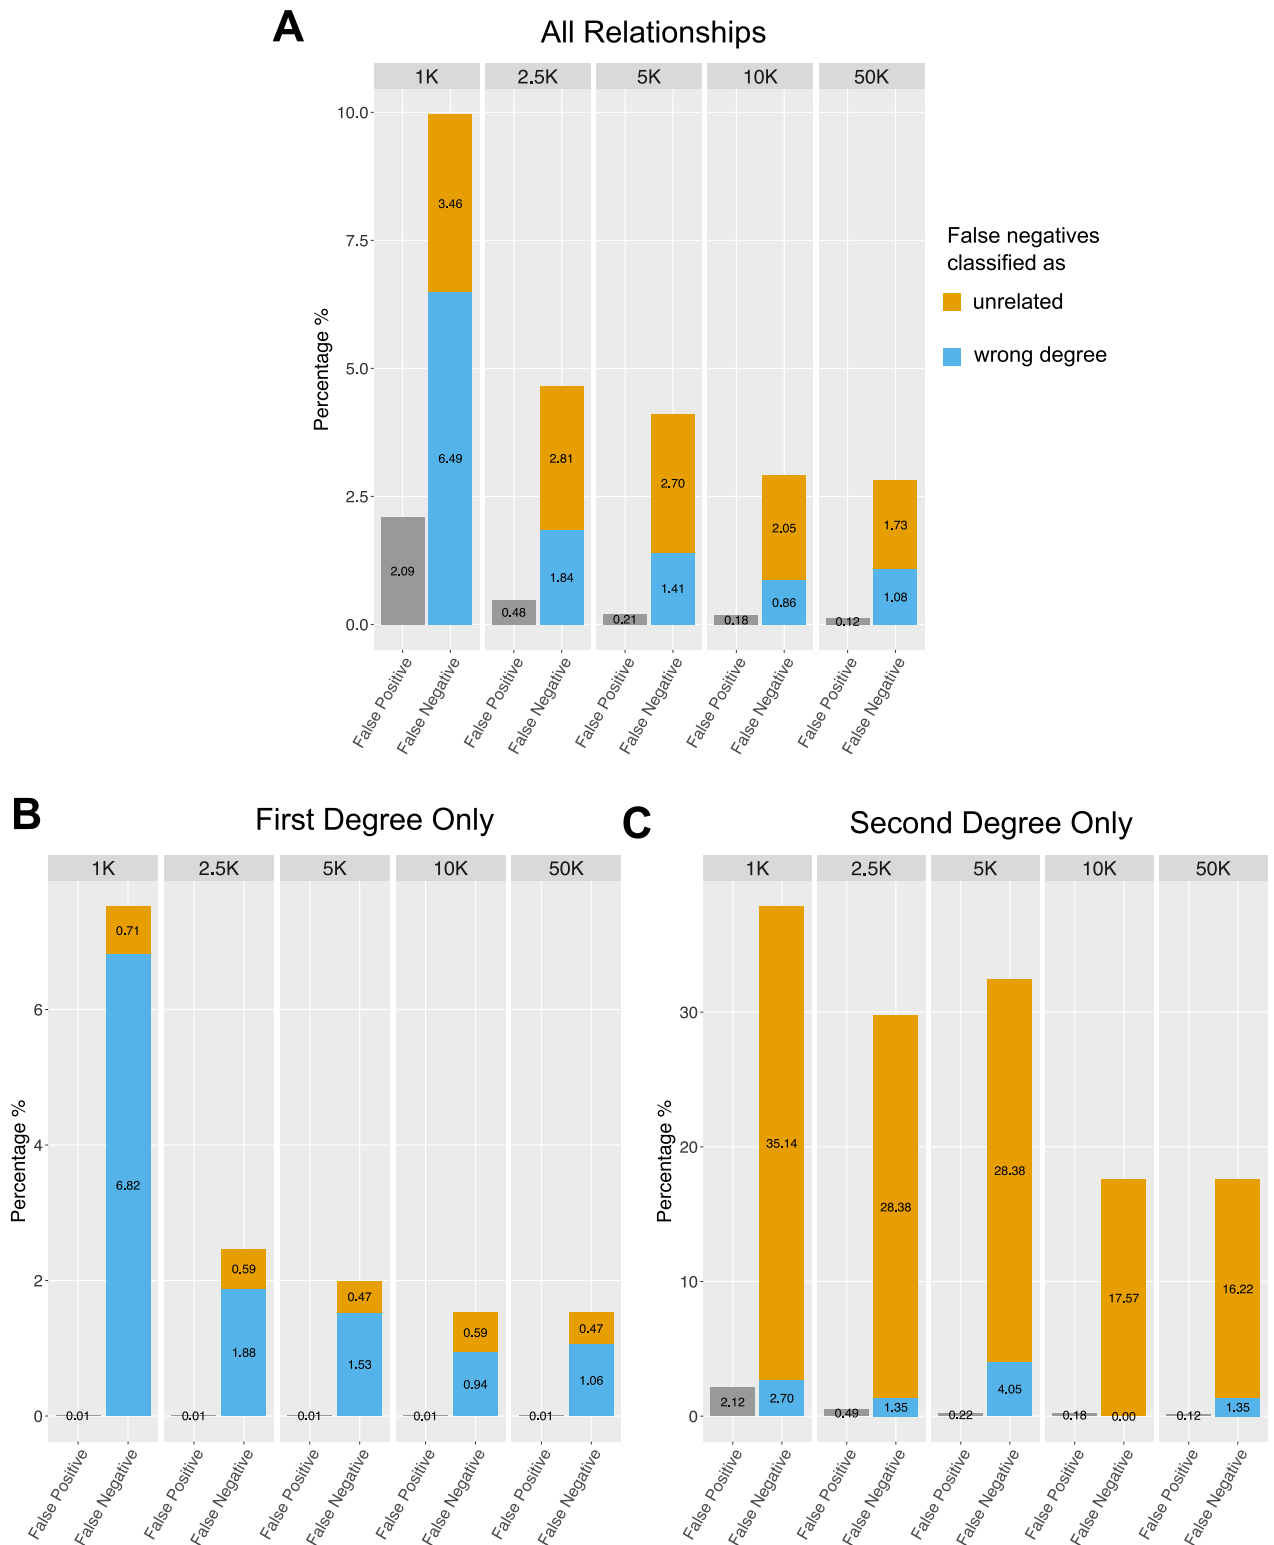 A
All Relationships
1K 2.5K 5K 10K 50K
10.0
7.5
5.0
2.5
0.0
Percentage %
3.46
6.49
2.09
2.81
1.84
0.48
2.70
1.41
0.21
2.05
0.86
0.18
1.73
1.08
0.12
False Positive
False Negative
False Positive
False Negative
False Positive
False Negative
False Positive
False Negative
False Positive
False Negative
False negatives
classified as
unrelated
wrong degree
B
First Degree Only
1K 2.5K 5K 10K 50K
6
4
2
0
Percentage %
0.71
6.82
0.01
0.59
1.88
0.01
0.47
1.53
0.01
0.59
0.94
0.01
0.47
1.06
0.01
False Positive
False Negative
False Positive
False Negative
False Positive
False Negative
False Positive
False Negative
False Positive
False Negative
C
Second Degree Only
1K 2.5K 5K 10K 50K
30
20
10
0
Percentage %
35.14
2.70
2.12
28.38
1.35
0.49
28.38
4.05
0.22
17.57
0.00
0.18
16.22
1.35
0.12
False Positive
False Negative
False Positive
False Negative
False Positive
False Negative
False Positive
False Negative
False Positive
False Negative